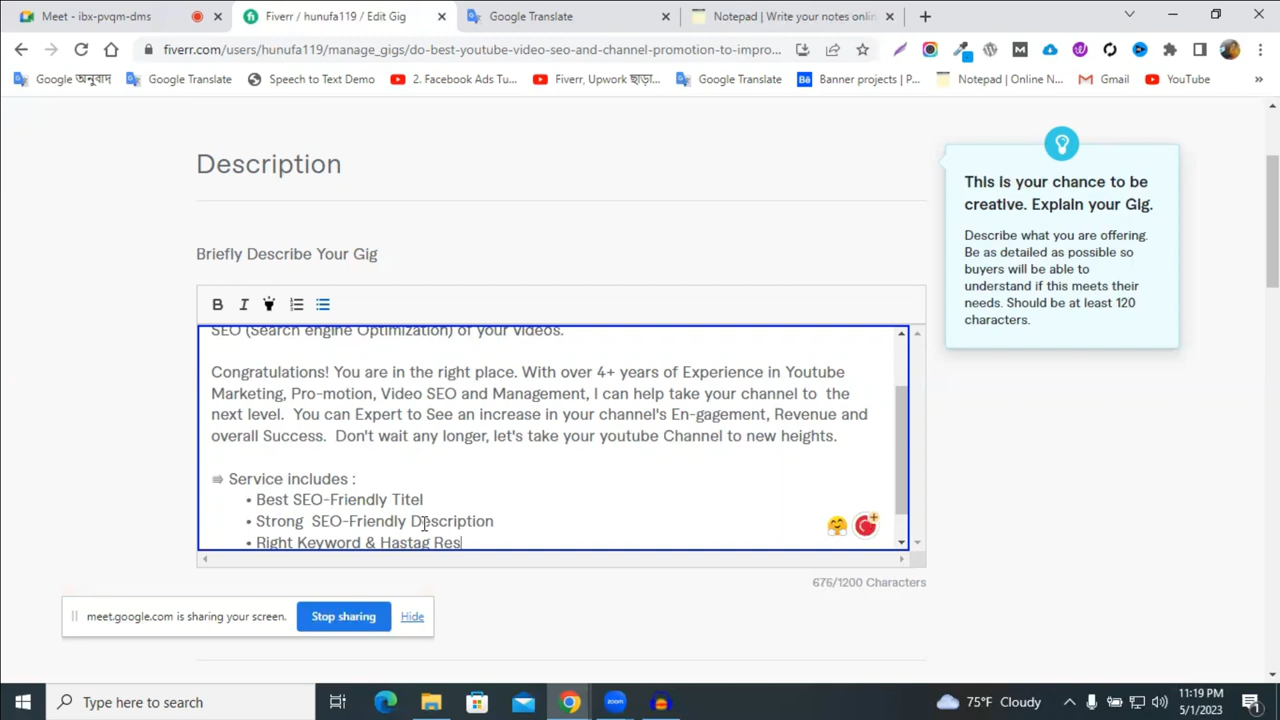 Meet - ibx-pvqm-dms
Fiverr / hunufa119 / Edit Gig
Google Translate
Notepad | Write your notes onlin
fiverr.com/users/hunufa119/manage_gigs/do-best-youtube-video-seo-and-channel-promotion-to-impro...
Google অনুবাদ
Google Translate
Speech to Text Demo
2. Facebook Ads Tu...
Fiverr, Upwork ছাড়া...
Google Translate
Banner projects | P...
Notepad | Online N...
Gmail
YouTube
Description
Briefly Describe Your Gig
SEO (Search engine Optimization) of your videos.
Congratulations! You are in the right place. With over 4+ years of Experience in Youtube
Marketing, Pro-motion, Video SEO and Management, I can help take your channel to the
next level. You can Expert to See an increase in your channel's En-gagement, Revenue and
overall Success. Don't wait any longer, let's take your youtube Channel to new heights.
⇛ Service includes :
• Best SEO-Friendly Titel
• Strong SEO-Friendly Description
• Right Keyword & Hastag Res
676/1200 Characters
This is your chance to be
creative. Explain your Gig.
Describe what you are offering.
Be as detailed as possible so
buyers will be able to
understand if this meets their
needs. Should be at least 120
characters.
meet.google.com is sharing your screen.
Stop sharing
Hide
Type here to search
75°F Cloudy
11:19 PM
5/1/2023